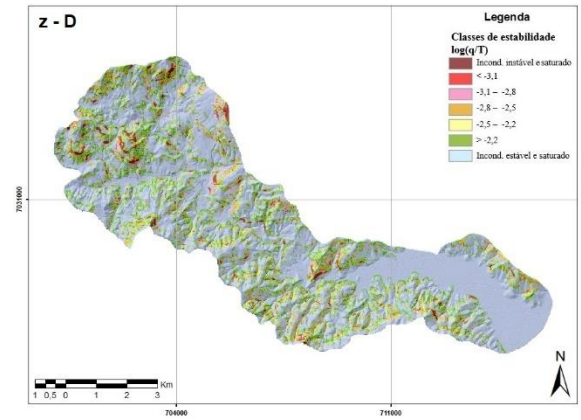 z - D
Legenda
Classes de estabilidade
log(q/T)
Incond. instável e saturado
< -3,1
-3,1 – -2,8
-2,8 – -2,5
-2,5 – -2,2
> -2,2
Incond. estável e saturado
7031000
N
Km
1 0,5 0 1 2 3
704000
711000